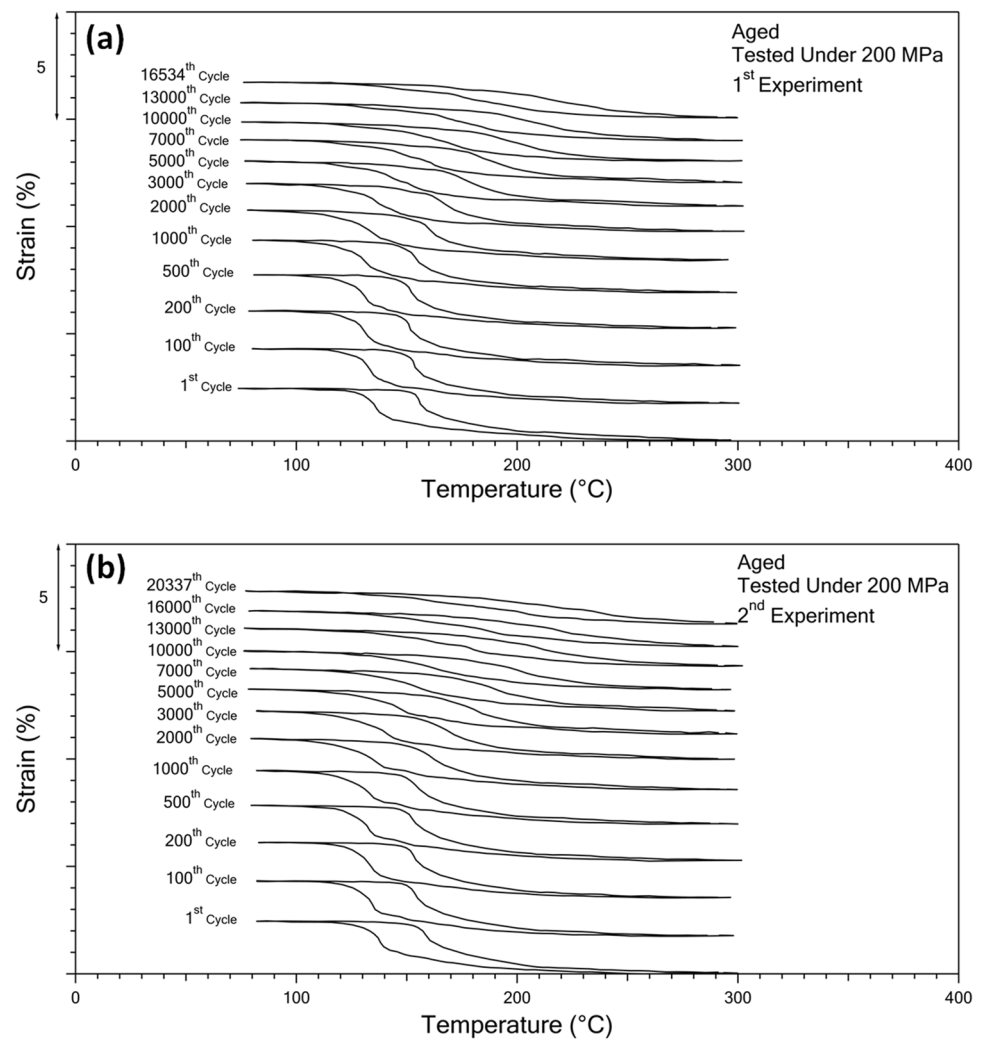 (a)
Aged
Tested Under 200 MPa
1st Experiment
5
16534th Cycle
13000th Cycle
10000th Cycle
7000th Cycle
5000th Cycle
3000th Cycle
2000th Cycle
1000th Cycle
500th Cycle
200th Cycle
100th Cycle
1st Cycle
Strain (%)
0 100 200 300 400
Temperature (°C)
(b)
Aged
Tested Under 200 MPa
2nd Experiment
5
20337th Cycle
16000th Cycle
13000th Cycle
10000th Cycle
7000th Cycle
5000th Cycle
3000th Cycle
2000th Cycle
1000th Cycle
500th Cycle
200th Cycle
100th Cycle
1st Cycle
Strain (%)
0 100 200 300 400
Temperature (°C)